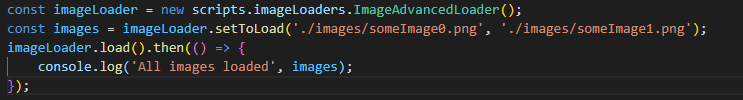 const imageLoader = new scripts.imageLoaders.ImageAdvancedLoader();
const images = imageLoader.setToLoad('./images/someImage0.png', './images/someImage1.png');
imageLoader.load().then(() => {
    console.log('All images loaded', images);
});